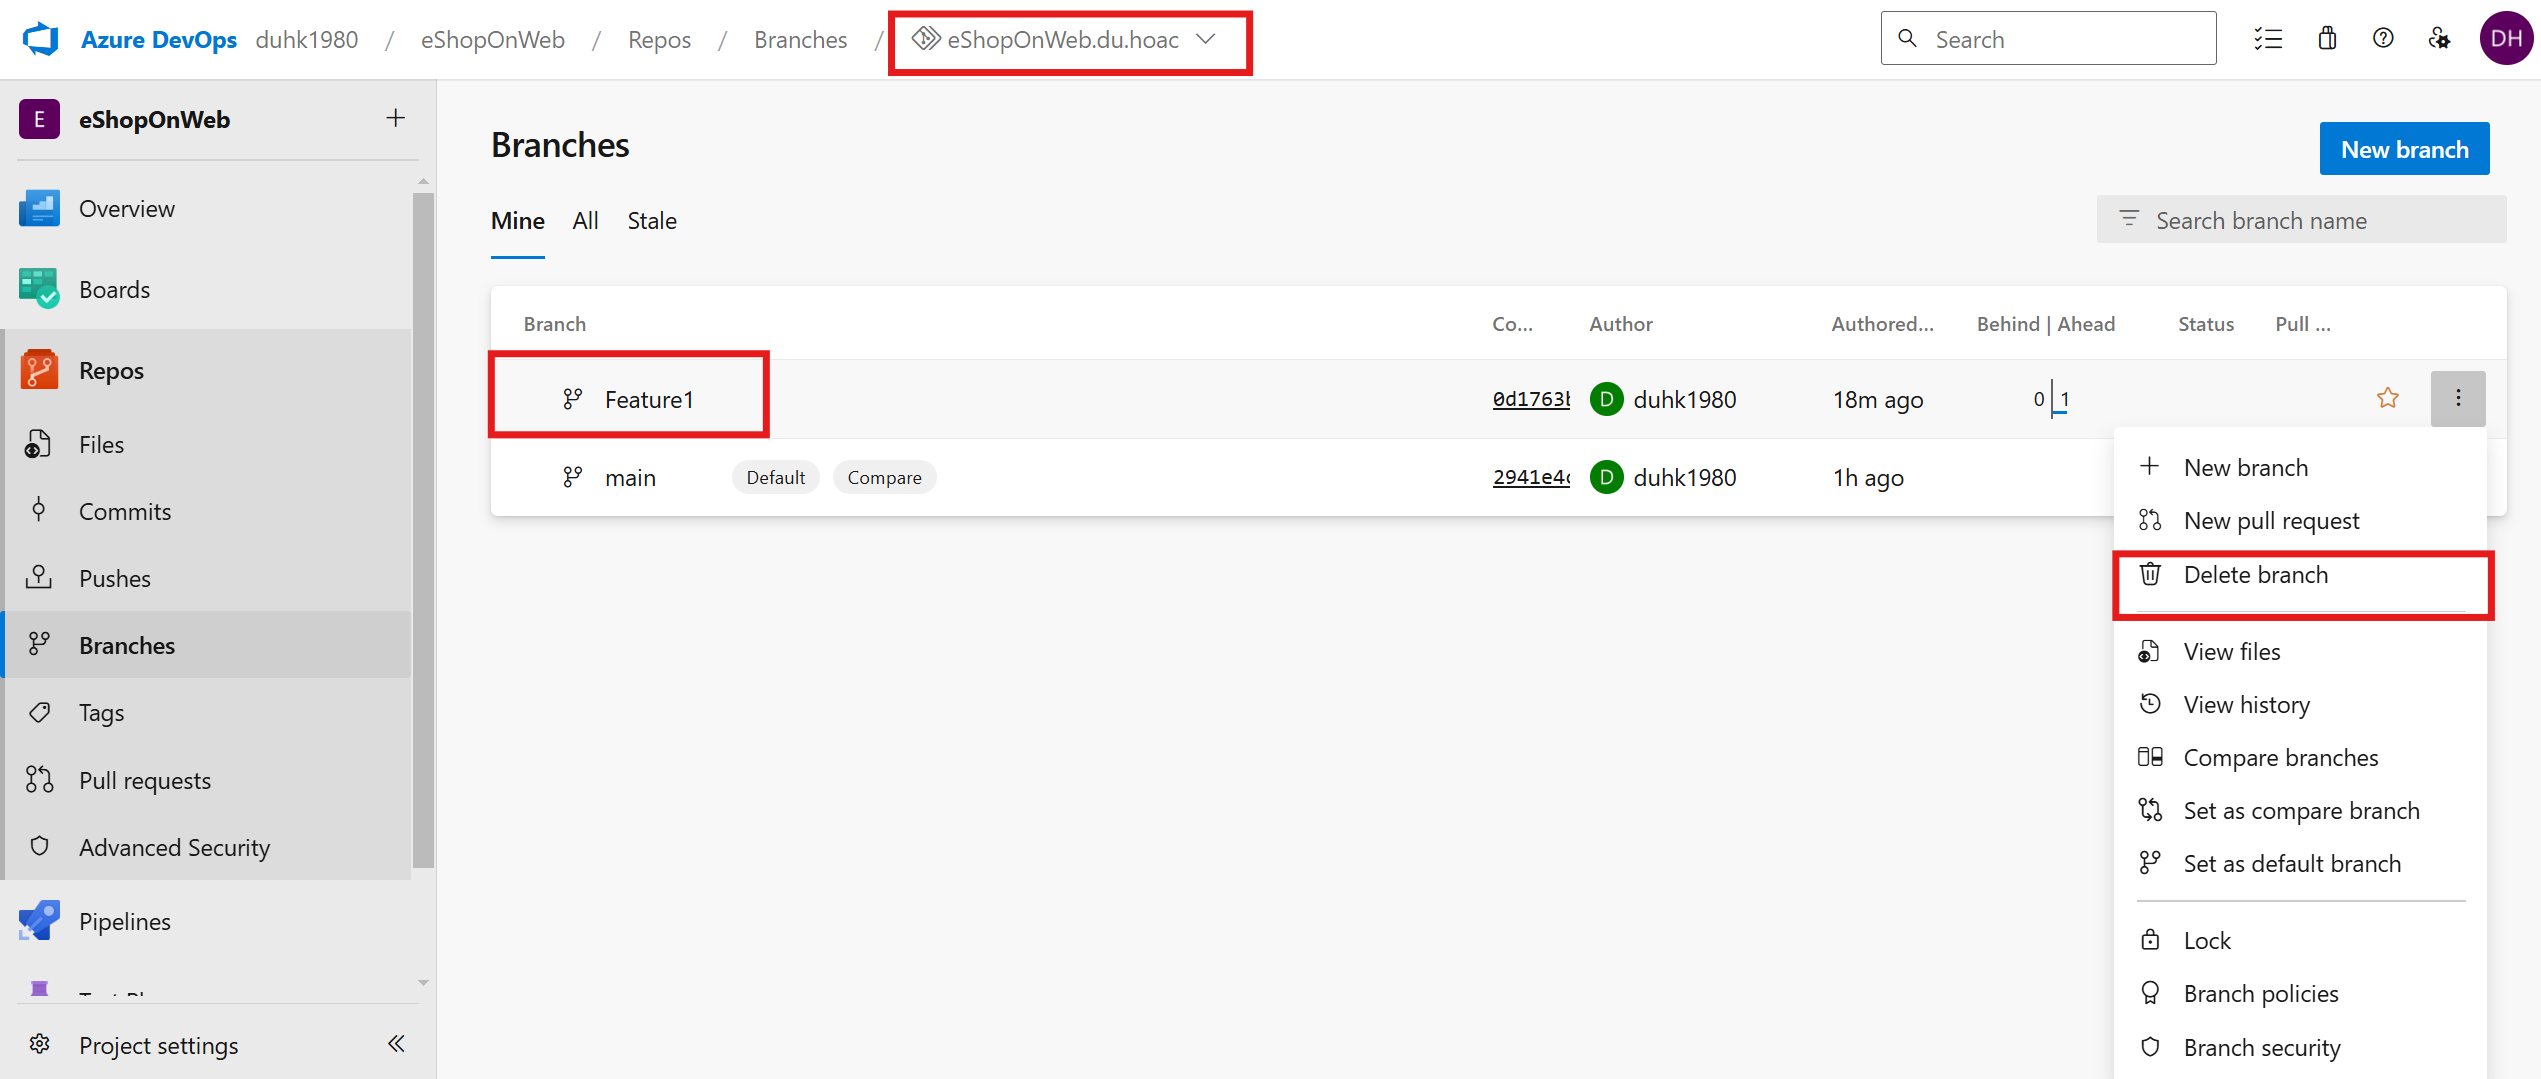 Azure DevOps duhk1980 / eShopOnWeb / Repos / Branches / eShopOnWeb.du.hoac
Search
DH
E eShopOnWeb
Overview
Boards
Repos
Files
Commits
Pushes
Branches
Tags
Pull requests
Advanced Security
Pipelines
Project settings
Branches
New branch
Mine All Stale
Search branch name
Branch Co... Author Authored... Behind | Ahead Status Pull ...
Feature1 0d1763 D duhk1980 18m ago 0 1
main Default Compare 2941e4 D duhk1980 1h ago
New branch
New pull request
Delete branch
View files
View history
Compare branches
Set as compare branch
Set as default branch
Lock
Branch policies
Branch security